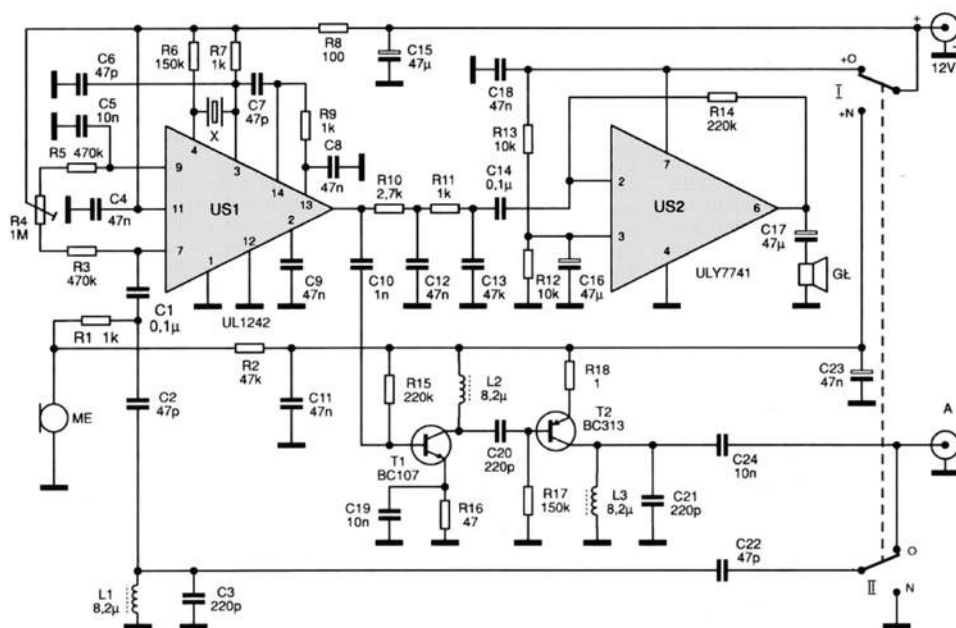 R8
100
C15
47µ
+
-
12V
R6
150k
R7
1k
C6
47p
C7
47p
C5
10n
X
R9
1k
C8
47n
R5 470k
R4
1M
C4
47n
R3
470k
US1
UL1242
4
3
9
14
13
11
2
7
12
1
C9
47n
R10
2,7k
R11
1k
C10
1n
C12
47n
C13
47k
C14
0,1µ
C18
47n
R13
10k
R12
10k
C16
47µ
R14
220k
US2
ULY7741
7
2
6
3
4
C17
47µ
GŁ
+O
I
+N
C1
0,1µ
R1 1k
R2
47k
C2
47p
ME
C11
47n
R15
220k
L2
8,2µ
R18
1
T2
BC313
C20
220p
T1
BC107
C19
10n
R16
47
R17
150k
L3
8,2µ
C21
220p
C24
10n
C23
47n
A
C22
47p
O
II
N
L1
8,2µ
C3
220p